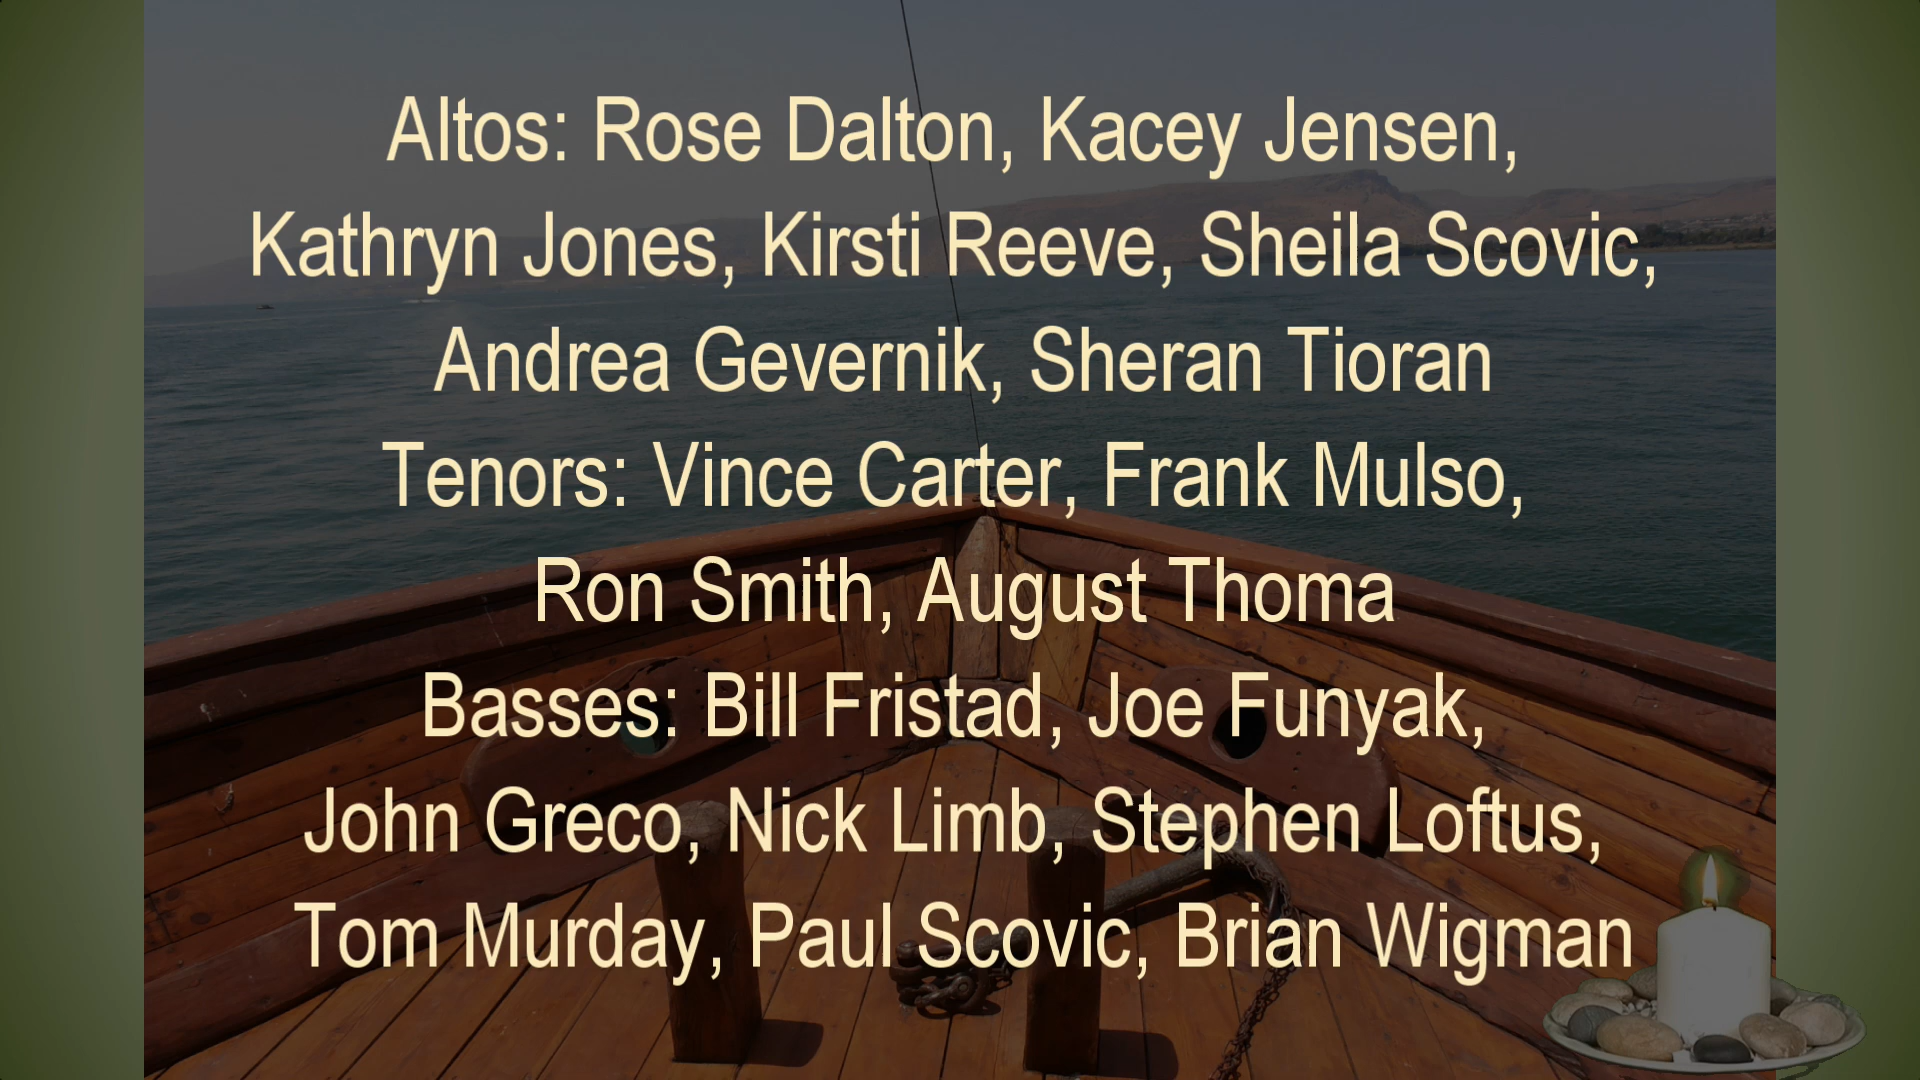 Altos: Rose Dalton, Kacey Jensen,
Kathryn Jones, Kirsti Reeve, Sheila Scovic,
Andrea Gevernik, Sheran Tioran
Tenors: Vince Carter, Frank Mulso,
Ron Smith, August Thoma
Basses: Bill Fristad, Joe Funyak,
John Greco, Nick Limb, Stephen Loftus,
Tom Murday, Paul Scovic, Brian Wigman